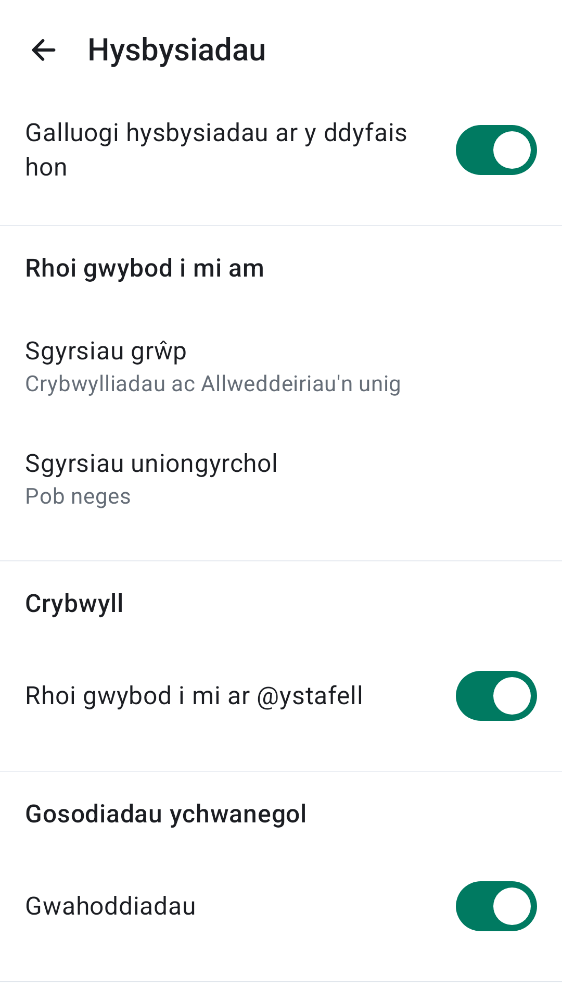 Hysbysiadau
Galluogi hysbysiadau ar y ddyfais
hon
Rhoi gwybod i mi am
Sgyrsiau grŵp
Crybwylliadau ac Allweddeiriau'n unig
Sgyrsiau uniongyrchol
Pob neges
Crybwyll
Rhoi gwybod i mi ar @ystafell
Gosodiadau ychwanegol
Gwahoddiadau